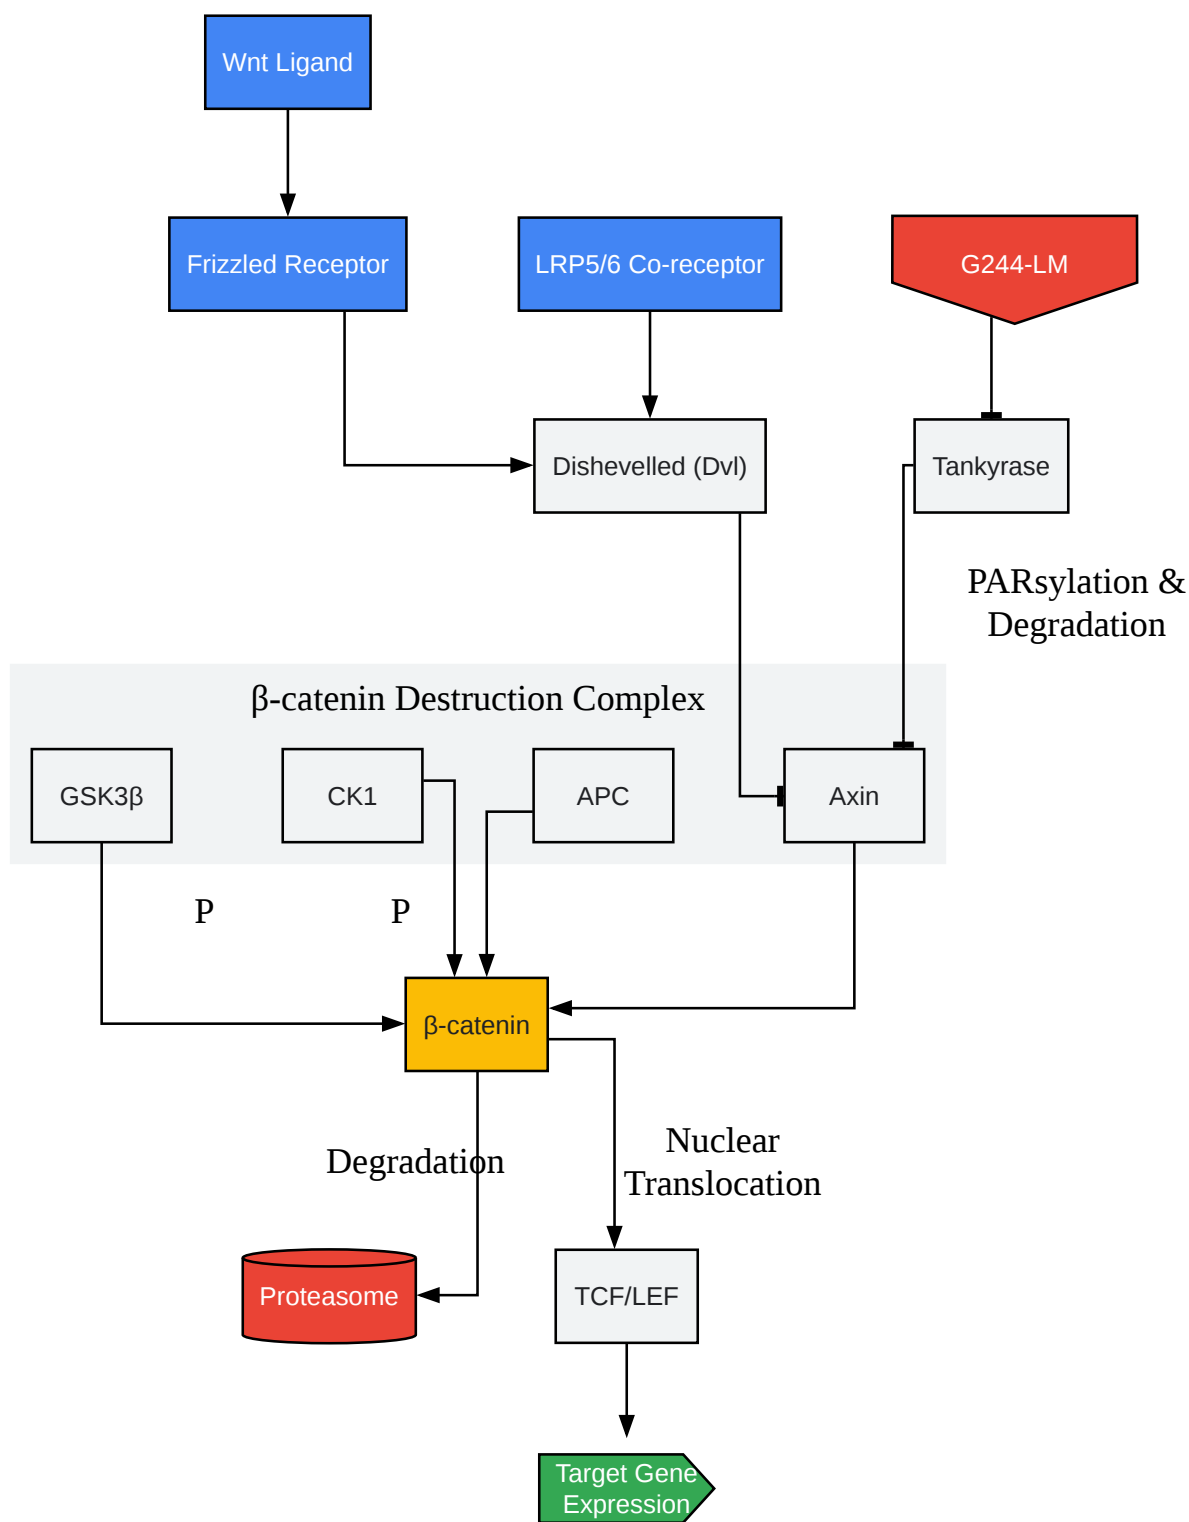 Wnt Ligand
Frizzled Receptor
LRP5/6 Co-receptor
G244-LM
Dishevelled (Dvl)
Tankyrase
PARsylation &
Degradation
β-catenin Destruction Complex
GSK3β
CK1
APC
Axin
P
P
β-catenin
Degradation
Nuclear
Translocation
Proteasome
TCF/LEF
Target Gene
Expression